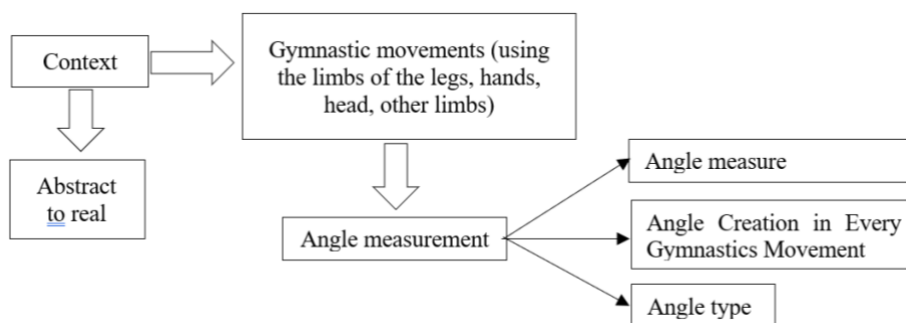 Context
Gymnastic movements (using
the limbs of the legs, hands,
head, other limbs)
Abstract
to real
Angle measurement
Angle measure
Angle Creation in Every
Gymnastics Movement
Angle type